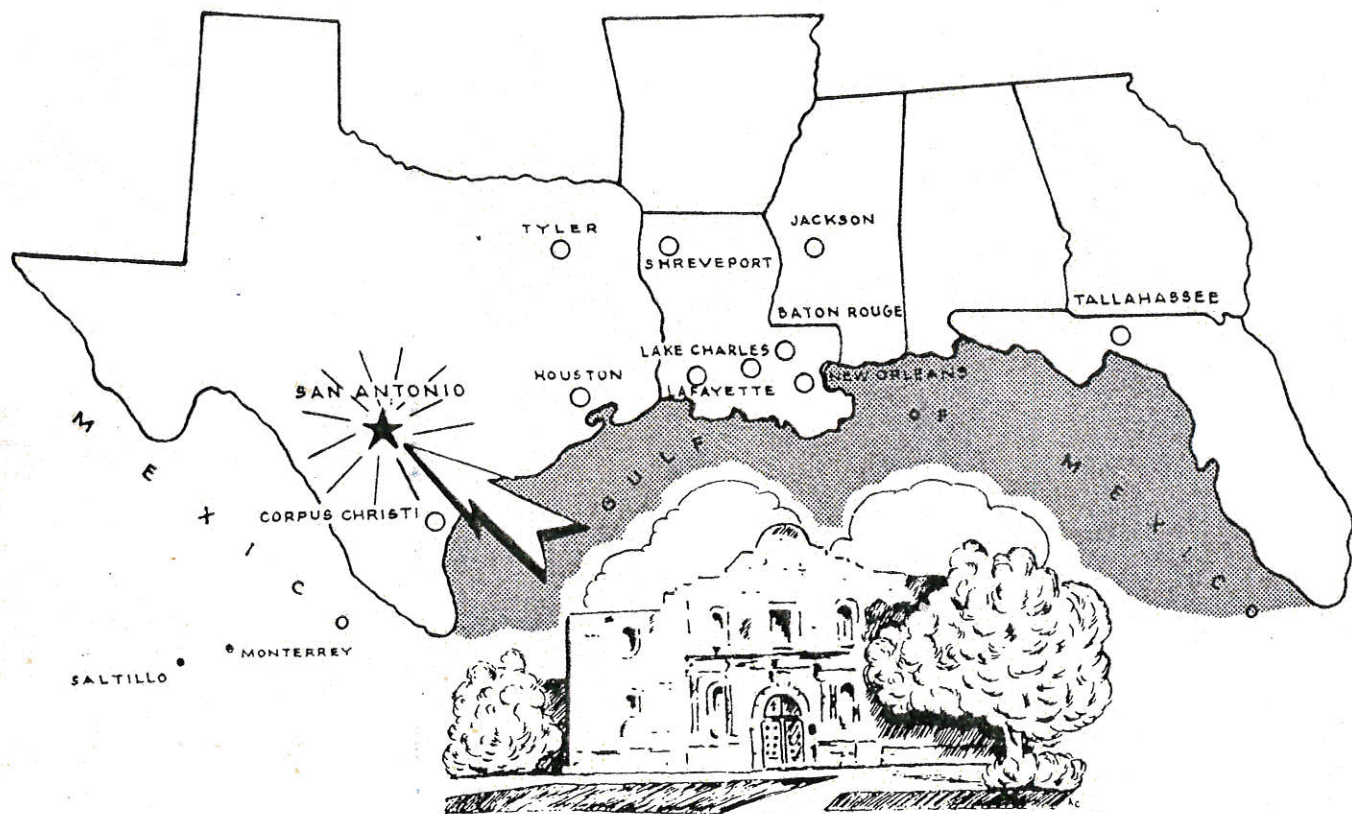 TYLER
JACKSON
SHREVEPORT
TALLAHASSEE
BATON ROUGE
LAKE CHARLES
HOUSTON
LAFAYETTE
NEW ORLEANS
SAN ANTONIO
CORPUS CHRISTI
MEXICO
GULF OF MEXICO
MONTERREY
SALTILLO